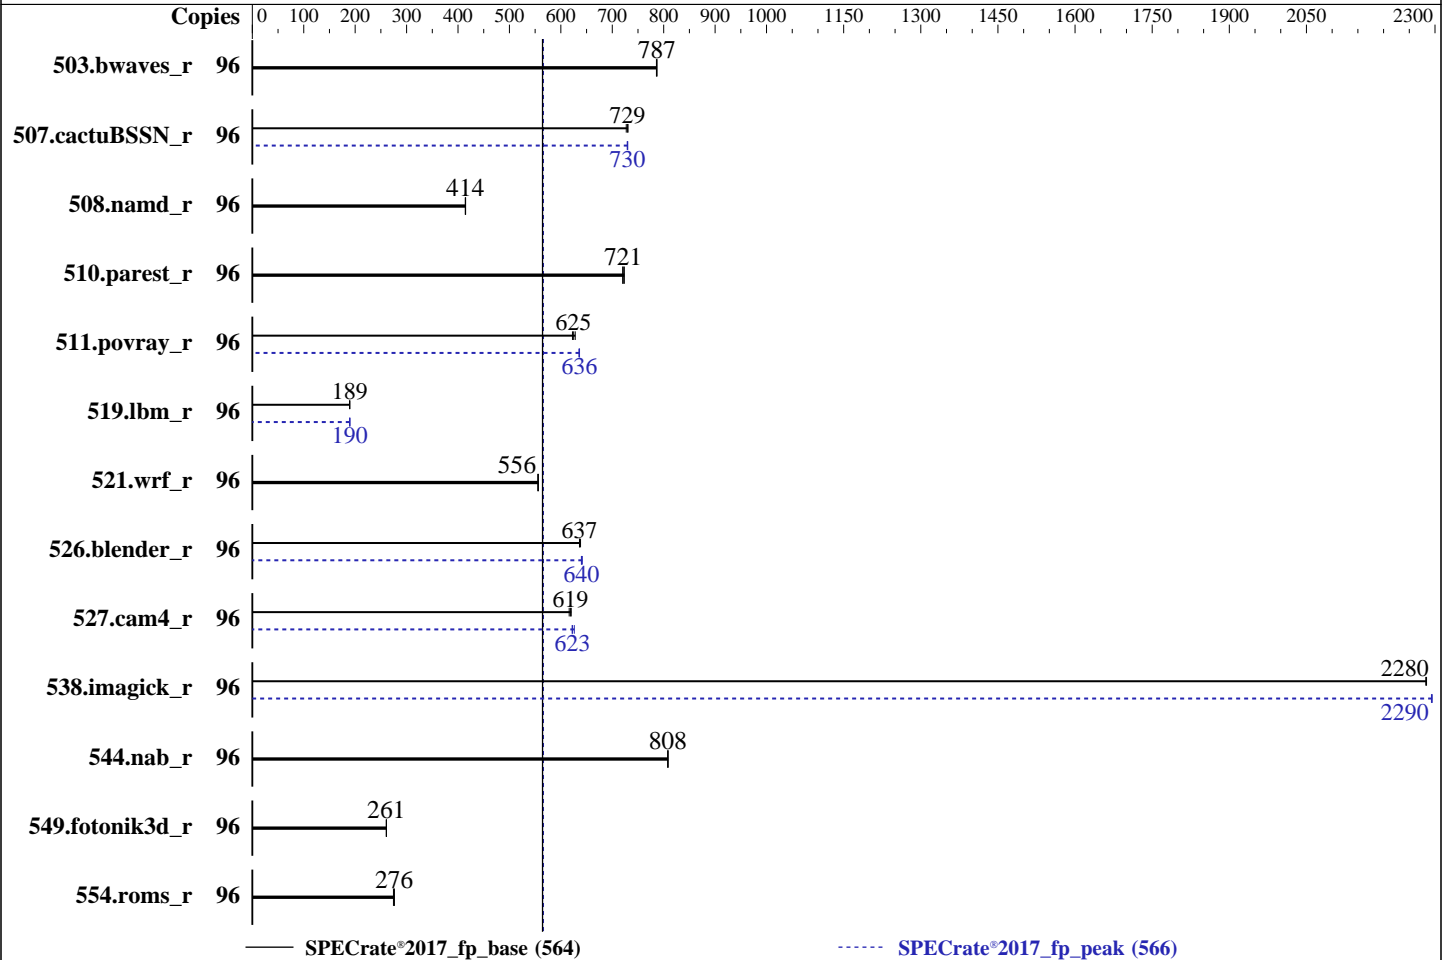 Copies 0 100 200 300 400 500 600 700 800 900 1000 1150 1300 1450 1600 1750 1900 2050 2300
503.bwaves_r 96 787
507.cactuBSSN_r 96 729
730
508.namd_r 96 414
510.parest_r 96 721
511.povray_r 96 625
636
519.lbm_r 96 189
190
521.wrf_r 96 556
526.blender_r 96 637
640
527.cam4_r 96 619
623
538.imagick_r 96 2280
2290
544.nab_r 96 808
549.fotonik3d_r 96 261
554.roms_r 96 276
SPECrate®2017_fp_base (564) SPECrate®2017_fp_peak (566)